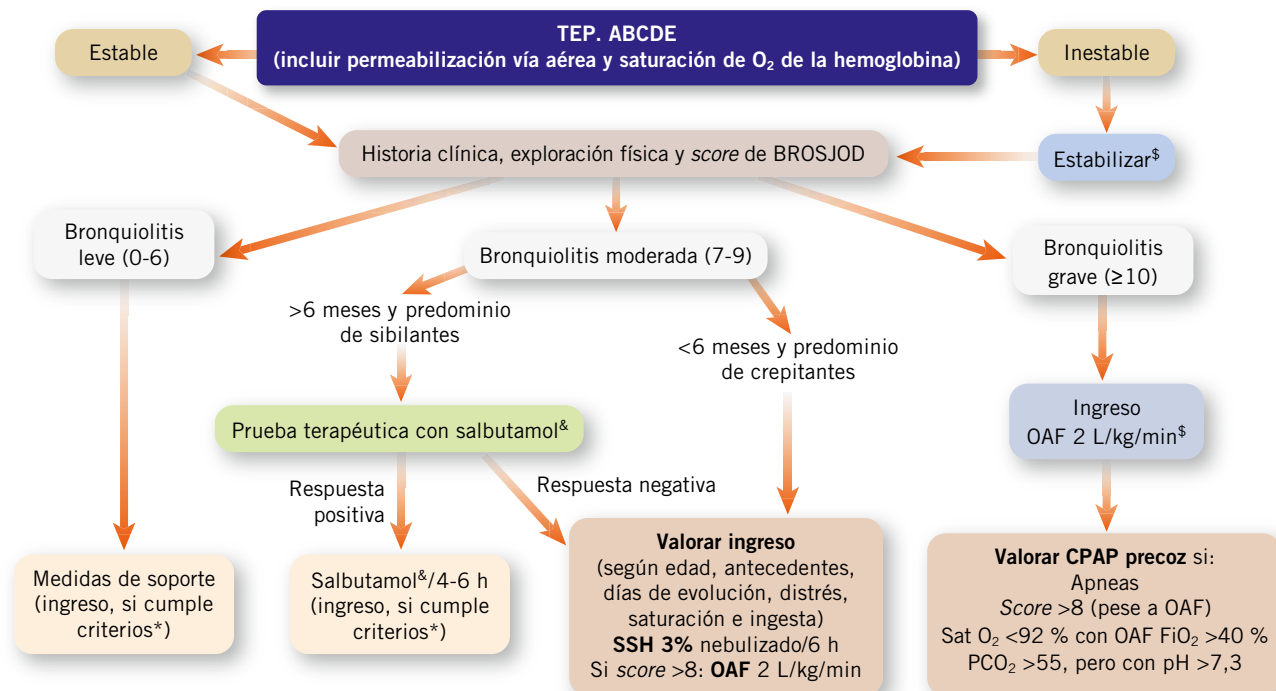 TEP. ABCDE
(incluir permeabilización vía aérea y saturación de O₂ de la hemoglobina)
Estable
Inestable
Historia clínica, exploración física y score de BROSJOD
Estabilizar$
Bronquiolitis
leve (0-6)
Bronquiolitis moderada (7-9)
Bronquiolitis
grave (≥10)
>6 meses y predominio
de sibilantes
<6 meses y predominio
de crepitantes
Prueba terapéutica con salbutamol&
Ingreso
OAF 2 L/kg/min$
Respuesta
positiva
Respuesta negativa
Medidas de soporte
(ingreso, si cumple
criterios*)
Salbutamol&/4-6 h
(ingreso, si cumple
criterios*)
Valorar ingreso
(según edad, antecedentes,
días de evolución, distrés,
saturación e ingesta)
SSH 3% nebulizado/6 h
Si score >8: OAF 2 L/kg/min
Valorar CPAP precoz si:
Apneas
Score >8 (pese a OAF)
Sat O₂ <92 % con OAF FiO₂ >40 %
PCO₂ >55, pero con pH >7,3